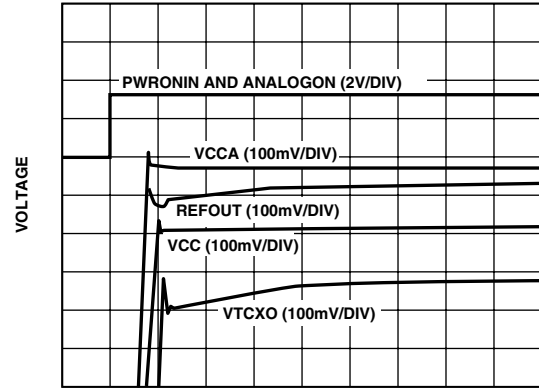 PWRONIN AND ANALOGON (2V/DIV)
VCCA (100mV/DIV)
VOLTAGE
REFOUT (100mV/DIV)
VCC (100mV/DIV)
VTCXO (100mV/DIV)